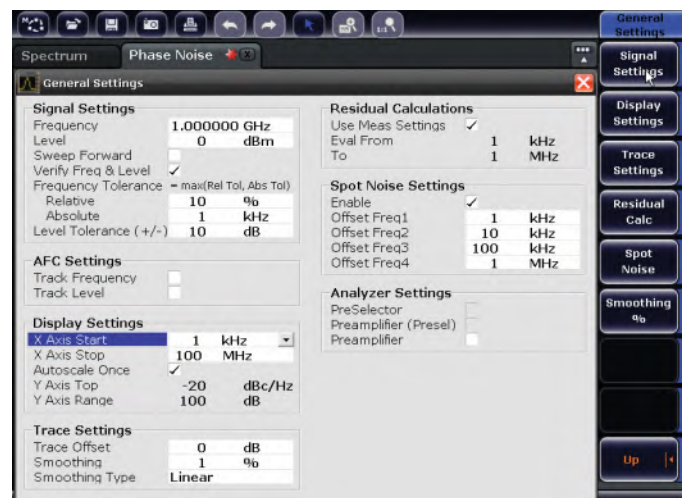 General Settings
Spectrum
Phase Noise
General Settings
Signal Settings
Frequency 1.000000 GHz
Level 0 dBm
Sweep Forward
Verify Freq & Level
Frequency Tolerance = max(Rel Tol, Abs Tol)
Relative 10 %
Absolute 1 kHz
Level Tolerance (+/-) 10 dB
AFC Settings
Track Frequency
Track Level
Display Settings
X Axis Start 1 kHz
X Axis Stop 100 MHz
Autoscale Once
Y Axis Top -20 dBc/Hz
Y Axis Range 100 dB
Trace Settings
Trace Offset 0 dB
Smoothing 1 %
Smoothing Type Linear
Residual Calculations
Use Meas Settings
Eval From 1 kHz
To 1 MHz
Spot Noise Settings
Enable
Offset Freq1 1 kHz
Offset Freq2 10 kHz
Offset Freq3 100 kHz
Offset Freq4 1 MHz
Analyzer Settings
PreSelector
Preamplifier (Presel)
Preamplifier
Signal
Settings
Display
Settings
Trace
Settings
Residual
Calc
Spot
Noise
Smoothing
%
Up